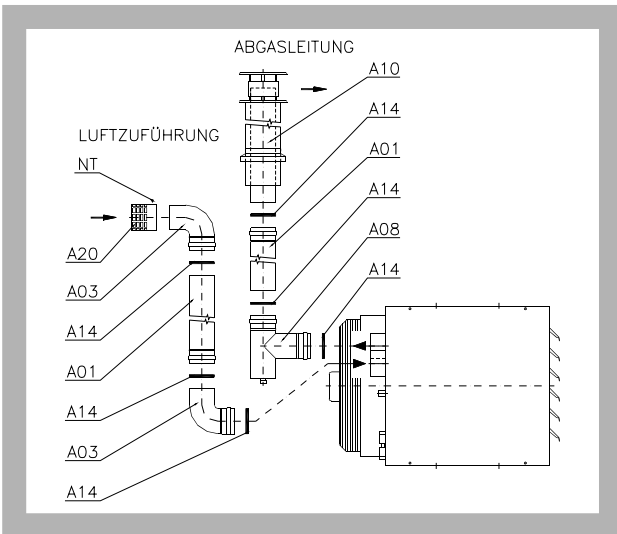 ABGASLEITUNG
A10
A14
LUFTZUFÜHRUNG
A01
NT
A14
A08
A20
A14
A03
A14
A01
A14
A03
A14